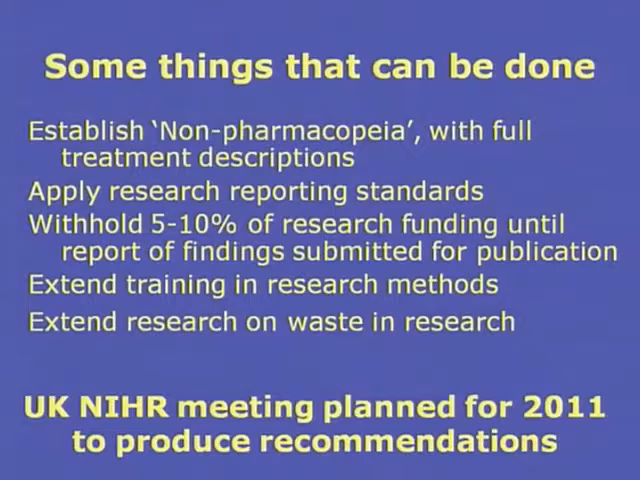 Some things that can be done
Establish ‘Non-pharmacopeia’, with full
treatment descriptions
Apply research reporting standards
Withhold 5-10% of research funding until
report of findings submitted for publication
Extend training in research methods
Extend research on waste in research
UK NIHR meeting planned for 2011
to produce recommendations